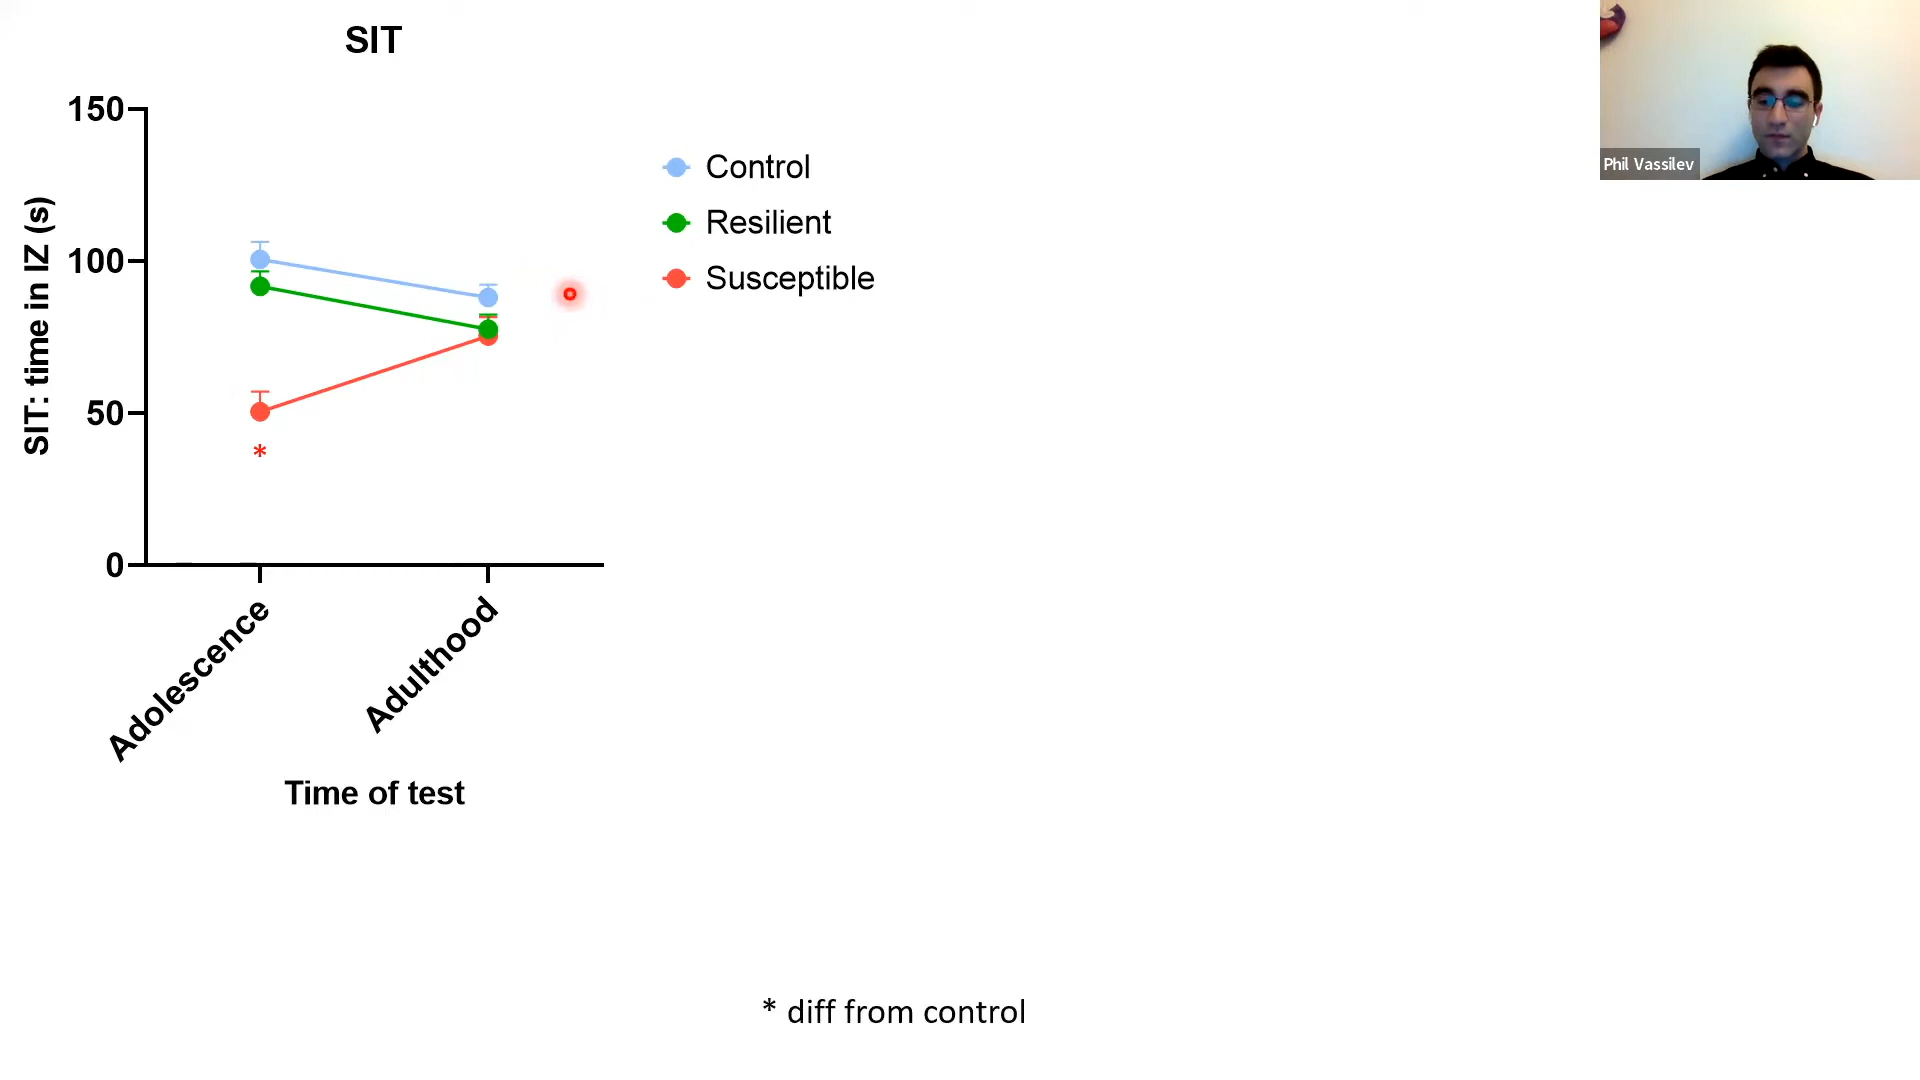 SIT
150
100
50
0
SIT: time in IZ (s)
*
Adolescence
Adulthood
Time of test
Control
Resilient
Susceptible
* diff from control
Phil Vassilev